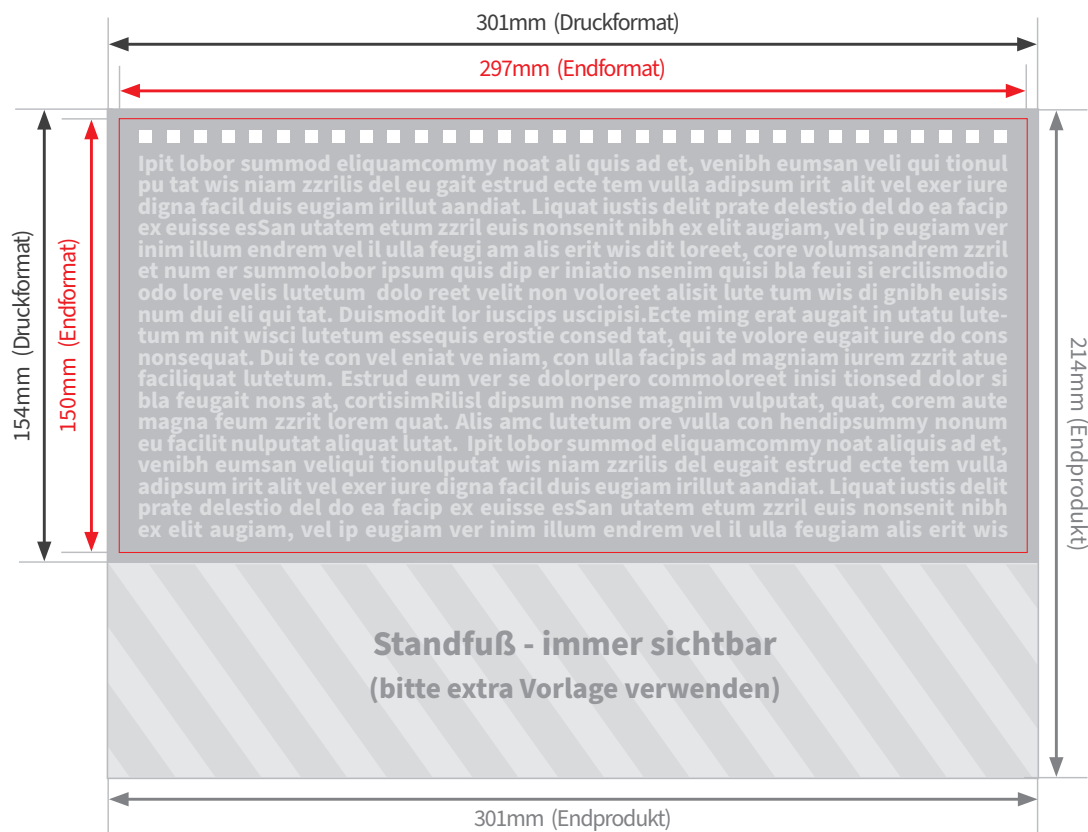 301mm (Druckformat)
297mm (Endformat)
154mm (Druckformat)
150mm (Endformat)
Ipit lobor summod eliquamcommy noat ali quis ad et, venibh eumsan veli qui tionul
pu tat wis niam zzrilis del eu gait estrud ecte tem vulla adipsum irit alit vel exer iure
digna facil duis eugiam irillut aandiat. Liquat iustis delit prate delestio del do ea facip
ex euisse esSan utatem etum zzril euis nonsenit nibh ex elit augiam, vel ip eugiam ver
inim illum endrem vel il ulla feugi am alis erit wis dit loreet, core volumsandrem zzril
et num er summolobor ipsum quis dip er iniatio nsenim quisi bla feui si ercilismodio
odo lore velis lutetum dolo reet velit non voloreet alisit lute tum wis di gnibh euisis
num dui eli qui tat. Duismodit lor iuscips uscipisi.Ecte ming erat augait in utatu lute-
tum m nit wisci lutetum essequis eostie consed tat, qui te volore eugait iure do cons
nonsequat. Dui te con vel eniat ve niam, con ulla facipis ad magniam iurem zzrit atue
faciliquat lutetum. Estrud eum ver se dolorpero commoloreet inisi tionsed dolor si
bla feugait nons at, cortisimRilisl dipsum nonse magnim vulputat, quat, corem aute
magna feum zzrit lorem quat. Alis amc lutetum ore vulla con hendipsummy nonum
eu facilit nulputat aliquat lutat. Ipit lobor summod eliquamcommy noat aliquis ad et,
venibh eumsan veliqui tionulputat wis niam zzrilis del eugait estrud ecte tem vulla
adipsum irit alit vel exer iure digna facil duis eugiam irillut aandiat. Liquat iustis delit
prate delestio del do ea facip ex euisse esSan utatem etum zzril euis nonsenit nibh
ex elit augiam, vel ip eugiam ver inim illum endrem vel il ulla feugiam alis erit wis
214mm (Endprodukt)
Standfuß - immer sichtbar
(bitte extra Vorlage verwenden)
301mm (Endprodukt)